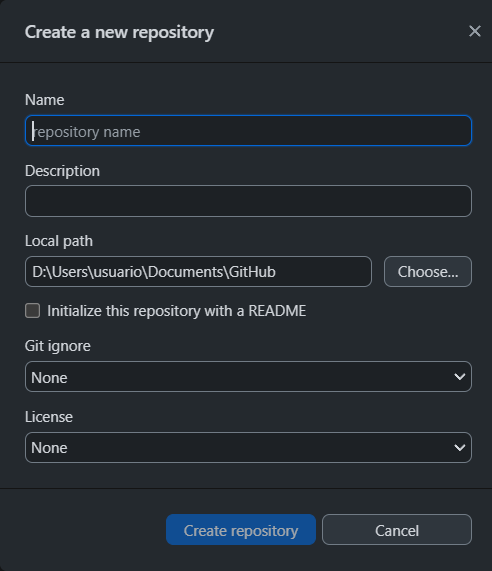 Create a new repository
Name
repository name
Description
Local path
D:\Users\usuario\Documents\GitHub
Choose...
Initialize this repository with a README
Git ignore
None
License
None
Create repository
Cancel